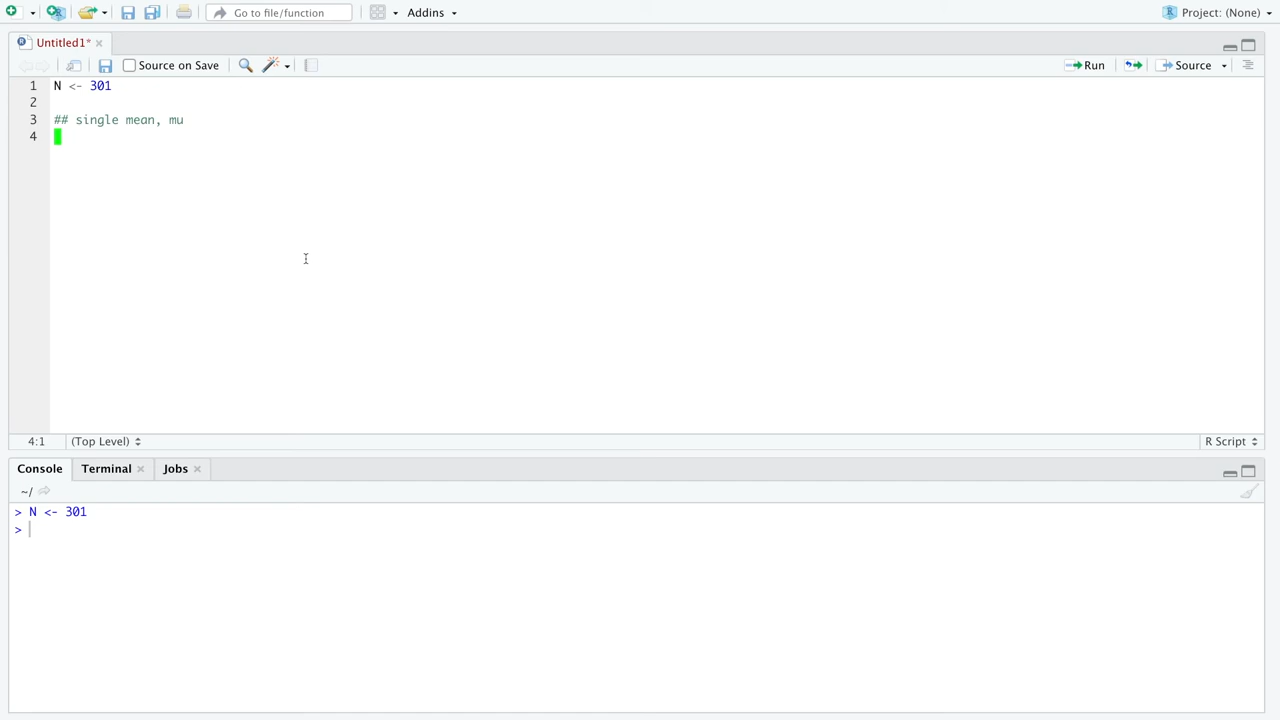 Go to file/function
Addins
Project: (None)
Untitled1*
Source on Save
Run
Source
1 N <- 301
2
3 ## single mean, mu
4
4:1 (Top Level)
R Script
Console Terminal Jobs
~/
> N <- 301
>